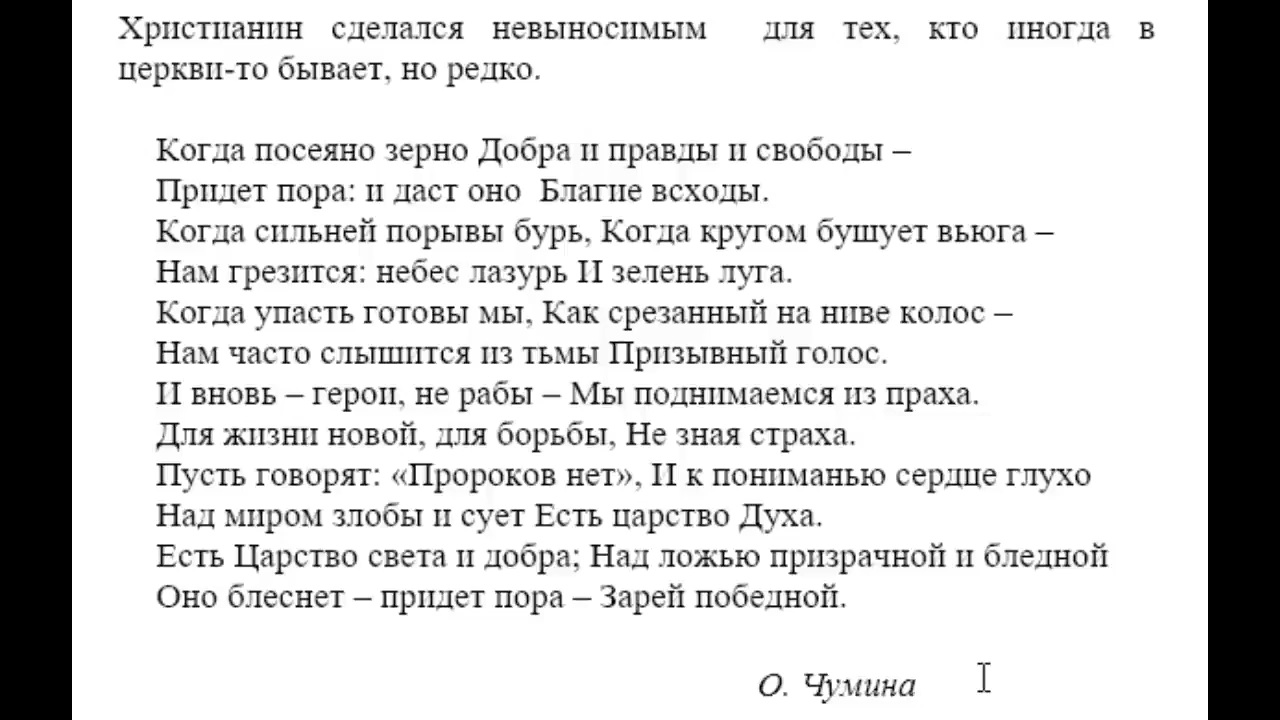 Христианин сделался невыносимым для тех, кто иногда в
церкви-то бывает, но редко.
Когда посеяно зерно Добра и правды и свободы –
Придет пора: и даст оно Благие всходы.
Когда сильней порывы бурь, Когда кругом бушует вьюга –
Нам грезится: небес лазурь И зелень луга.
Когда упасть готовы мы, Как срезанный на ниве колос –
Нам часто слышится из тьмы Призывный голос.
И вновь – герои, не рабы – Мы поднимаемся из праха.
Для жизни новой, для борьбы, Не зная страха.
Пусть говорят: «Пророков нет», И к пониманью сердце глухо
Над миром злобы и сует Есть царство Духа.
Есть Царство света и добра; Над ложью призрачной и бледной
Оно блеснет – придет пора – Зарей победной.
О. Чумина